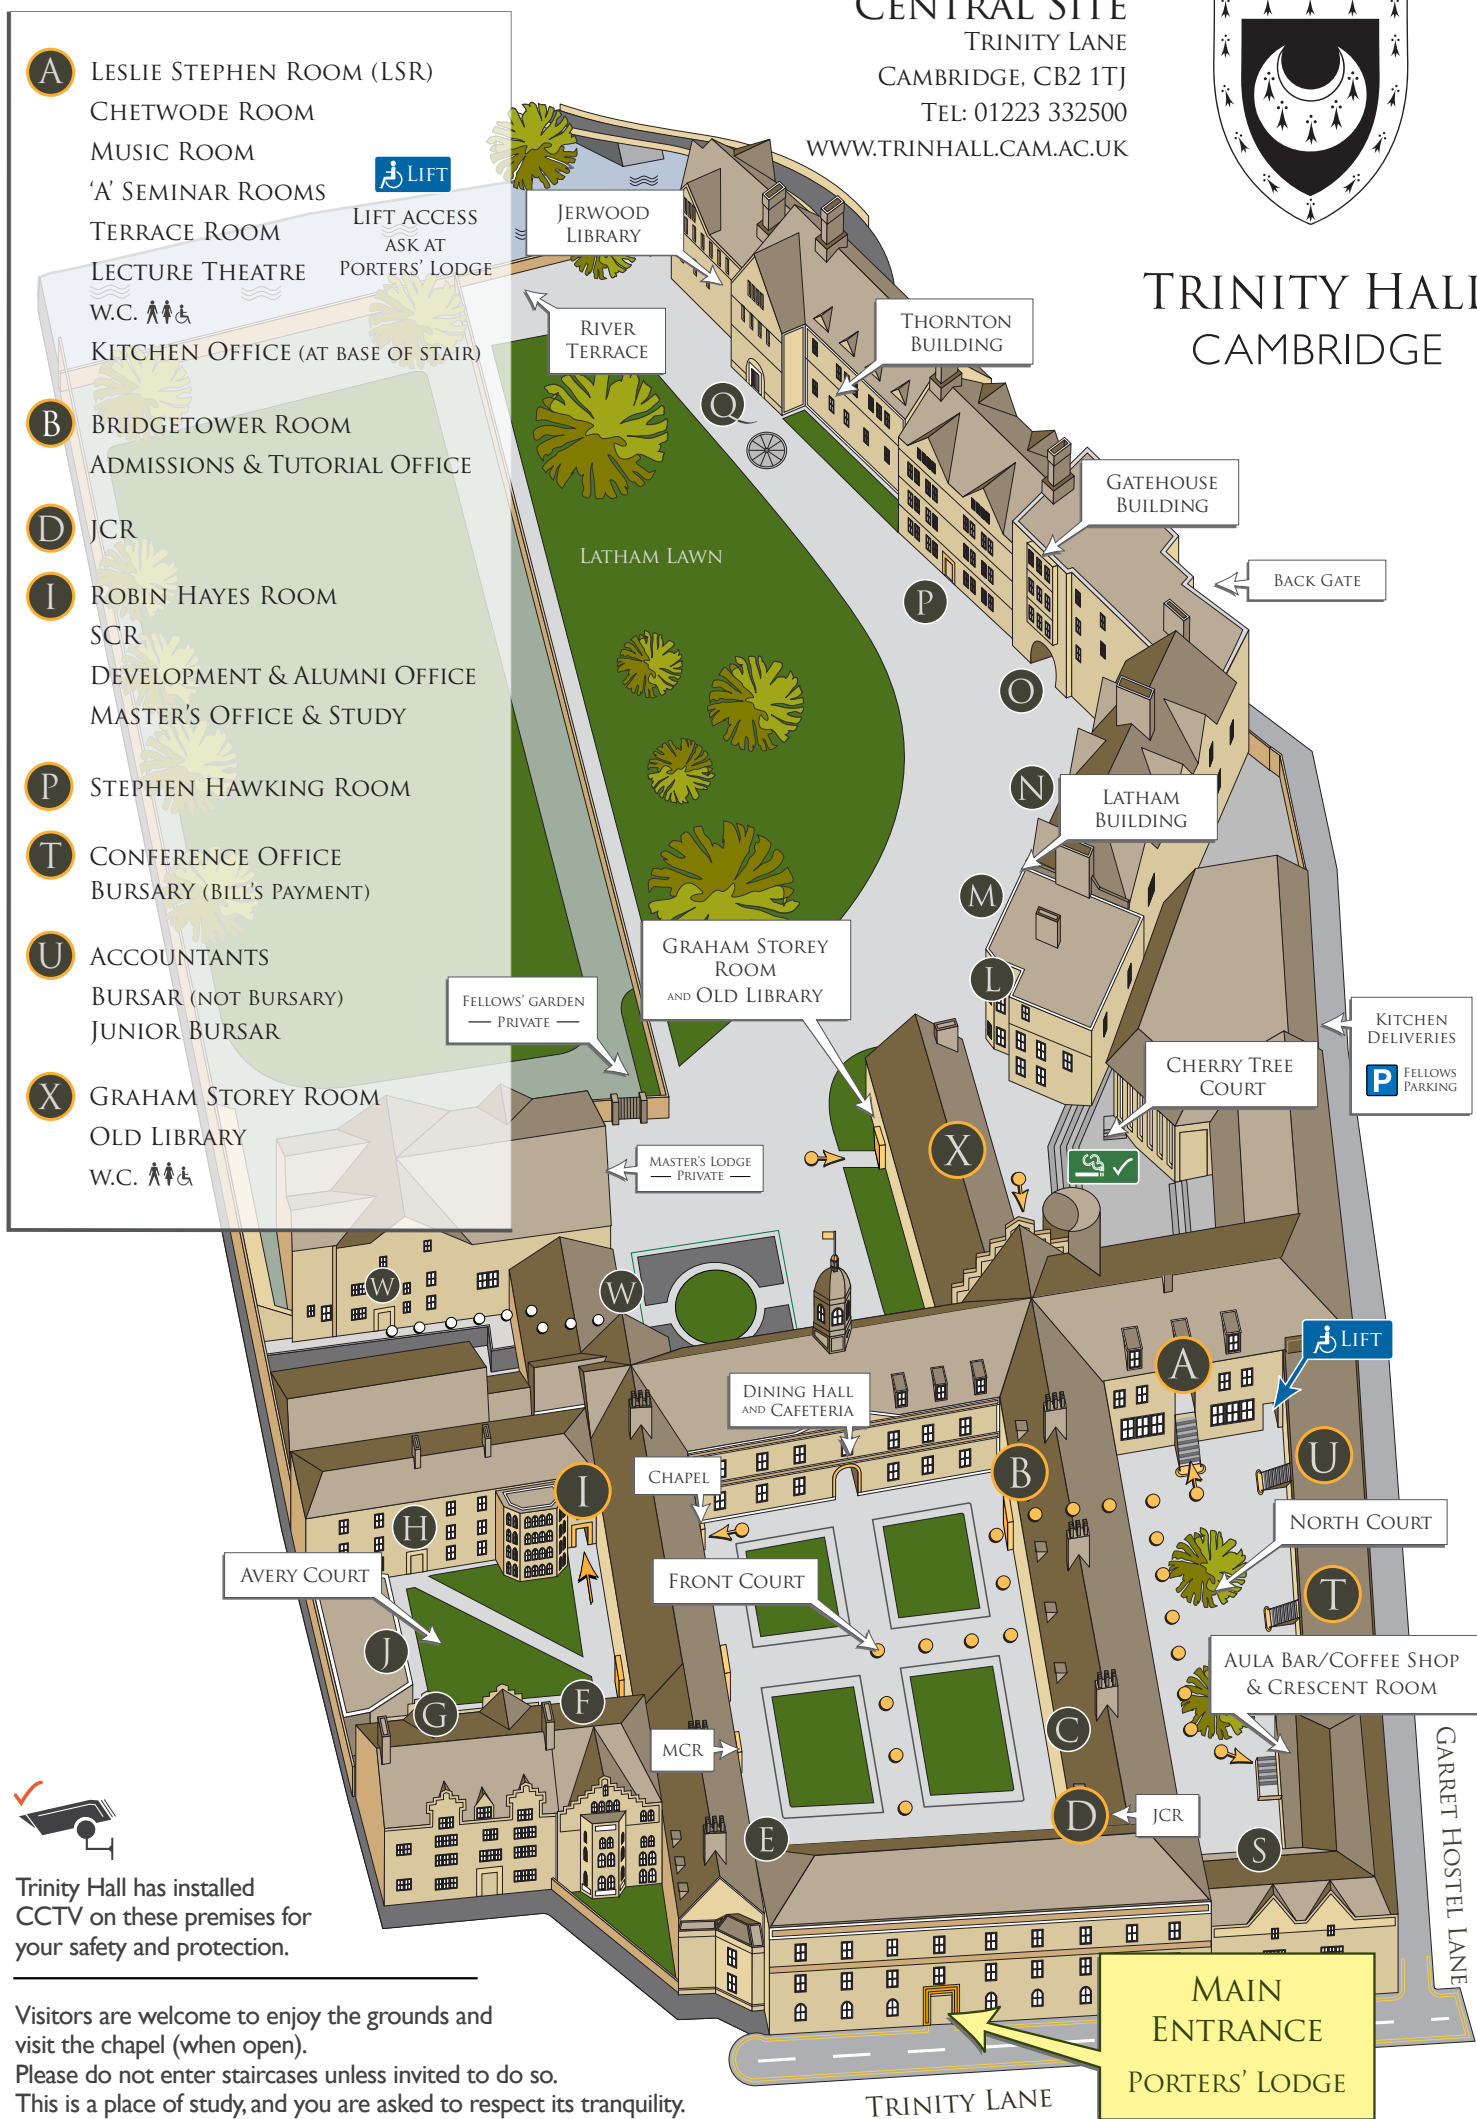 CENTRAL SITE
TRINITY LANE
CAMBRIDGE, CB2 1TJ
TEL: 01223 332500
WWW.TRINHALL.CAM.AC.UK
TRINITY HALL
CAMBRIDGE
A LESLIE STEPHEN ROOM (LSR)
CHETWODE ROOM
MUSIC ROOM
‘A’ SEMINAR ROOMS
TERRACE ROOM
LECTURE THEATRE
W.C.
KITCHEN OFFICE (AT BASE OF STAIR)
LIFT
LIFT ACCESS
ASK AT
PORTERS’ LODGE
B BRIDGETOWER ROOM
ADMISSIONS & TUTORIAL OFFICE
D JCR
I ROBIN HAYES ROOM
SCR
DEVELOPMENT & ALUMNI OFFICE
MASTER’S OFFICE & STUDY
P STEPHEN HAWKING ROOM
T CONFERENCE OFFICE
BURSARY (BILL’S PAYMENT)
U ACCOUNTANTS
BURSAR (NOT BURSARY)
JUNIOR BURSAR
X GRAHAM STOREY ROOM
OLD LIBRARY
W.C.
JERWOOD
LIBRARY
RIVER
TERRACE
THORNTON
BUILDING
Q
GATEHOUSE
BUILDING
LATHAM LAWN
BACK GATE
P
O
N
LATHAM
BUILDING
M
GRAHAM STOREY
ROOM
AND OLD LIBRARY
L
FELLOWS’ GARDEN
— PRIVATE —
KITCHEN
DELIVERIES
P FELLOWS
PARKING
CHERRY TREE
COURT
X
MASTER’S LODGE
— PRIVATE —
W
W
LIFT
A
DINING HALL
AND CAFETERIA
U
B
CHAPEL
I
H
NORTH COURT
AVERY COURT
FRONT COURT
T
J
AULA BAR/COFFEE SHOP
& CRESCENT ROOM
G
F
C
MCR
D
JCR
E
S
GARRET HOSTEL LANE
Trinity Hall has installed
CCTV on these premises for
your safety and protection.
Visitors are welcome to enjoy the grounds and
visit the chapel (when open).
Please do not enter staircases unless invited to do so.
This is a place of study, and you are asked to respect its tranquility.
MAIN
ENTRANCE
PORTERS’ LODGE
TRINITY LANE